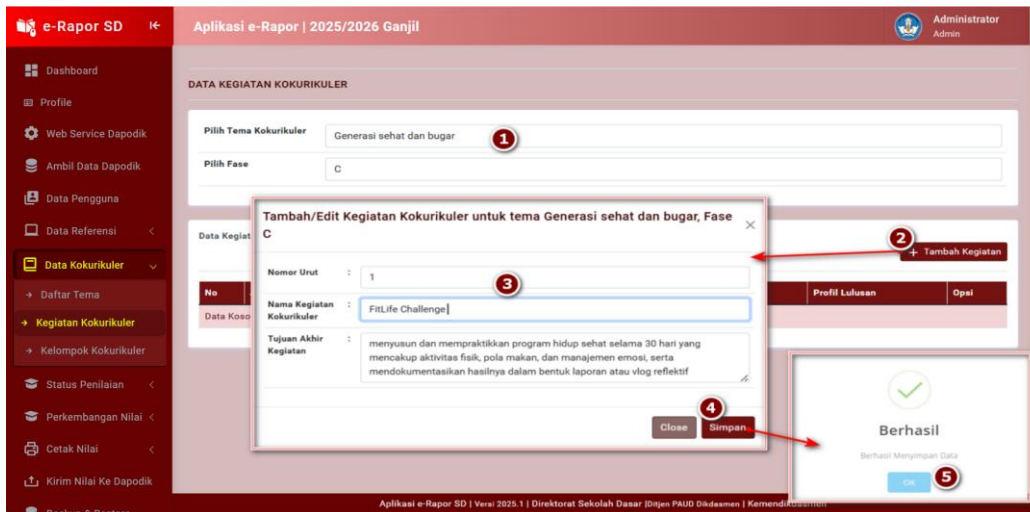 e-Rapor SD
Aplikasi e-Rapor | 2025/2026 Ganjil
Administrator
Admin
Dashboard
Profile
Web Service Dapodik
Ambil Data Dapodik
Data Pengguna
Data Referensi
Data Kokurikuler
Daftar Tema
Kegiatan Kokurikuler
Kelompok Kokurikuler
Status Penilaian
Perkembangan Nilai
Cetak Nilai
Kirim Nilai Ke Dapodik
DATA KEGIATAN KOKURIKULER
Pilih Tema Kokurikuler
Generasi sehat dan bugar
1
Pilih Fase
C
Data Kegiat
2
+ Tambah Kegiatan
No
Profil Lulusan
Opsi
Data Koso
Tambah/Edit Kegiatan Kokurikuler untuk tema Generasi sehat dan bugar, Fase
C
Nomor Urut : 1
3
Nama Kegiatan : FitLife Challenge
Kokurikuler
Tujuan Akhir : menyusun dan mempraktikkan program hidup sehat selama 30 hari yang
Kegiatan mencakup aktivitas fisik, pola makan, dan manajemen emosi, serta
mendokumentasikan hasilnya dalam bentuk laporan atau vlog reflektif
4
Close
Simpan
Berhasil
Berhasil Menyimpan Data
OK
5
Aplikasi e-Rapor SD | Versi 2025.1 | Direktorat Sekolah Dasar |Ditjen PAUD Dikdasmen | Kemendikdasmen